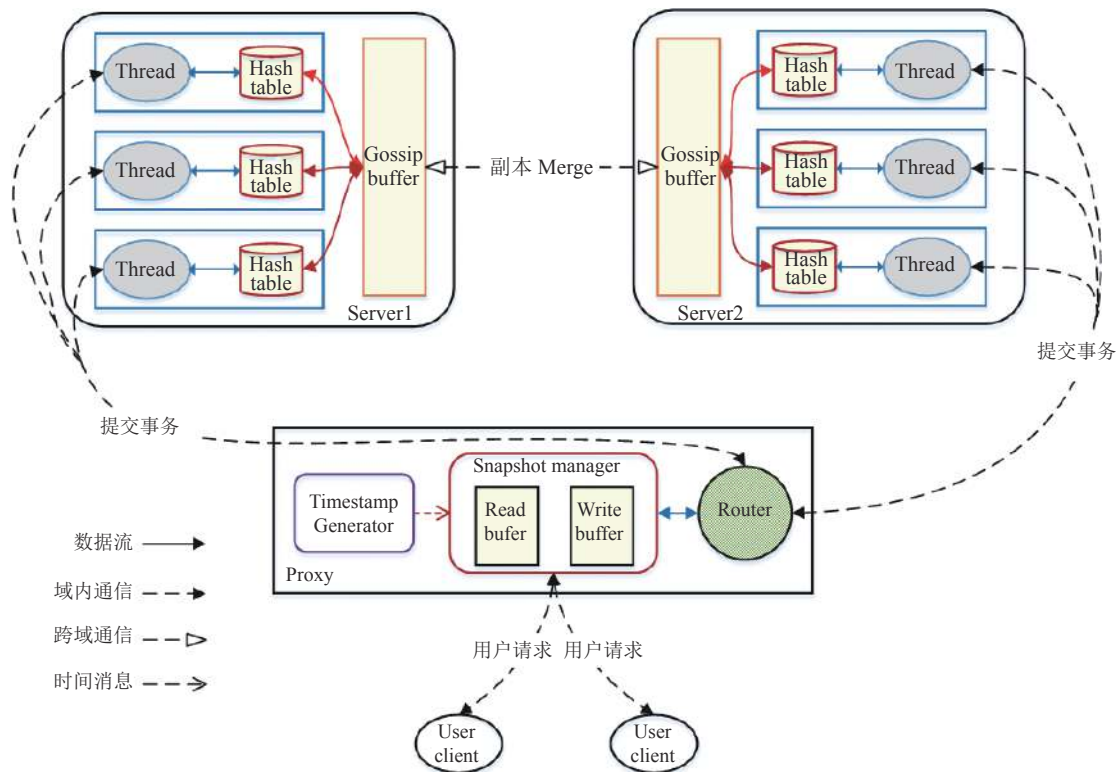 Thread
Hash
table
Thread
Hash
table
Thread
Hash
table
Gossip
buffer
Server1
副本 Merge
Gossip
buffer
Hash
table
Thread
Hash
table
Thread
Hash
table
Thread
Server2
提交事务
提交事务
Snapshot manager
Timestamp
Generator
Read
bufer
Write
buffer
Router
Proxy
数据流
域内通信
跨域通信
时间消息
用户请求
用户请求
User
client
User
client